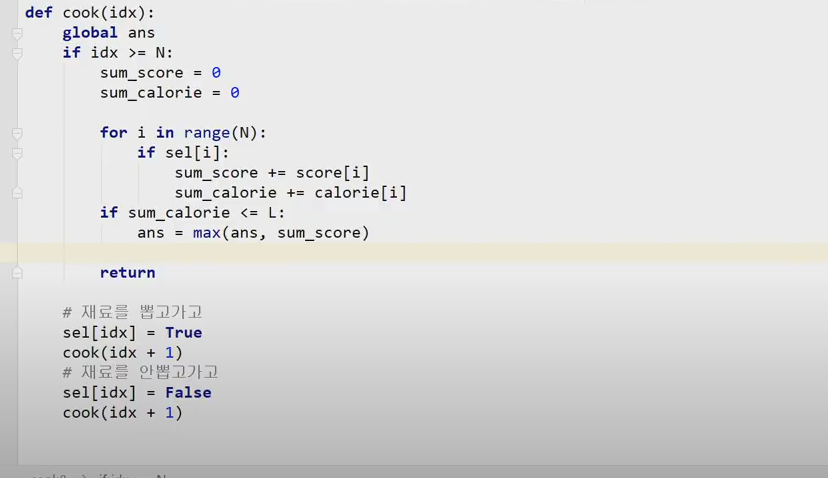 def cook(idx):
    global ans
    if idx >= N:
        sum_score = 0
        sum_calorie = 0
        for i in range(N):
            if sel[i]:
                sum_score += score[i]
                sum_calorie += calorie[i]
        if sum_calorie <= L:
            ans = max(ans, sum_score)
        return
    # 재료를 뽑고가고
    sel[idx] = True
    cook(idx + 1)
    # 재료를 안뽑고가고
    sel[idx] = False
    cook(idx + 1)